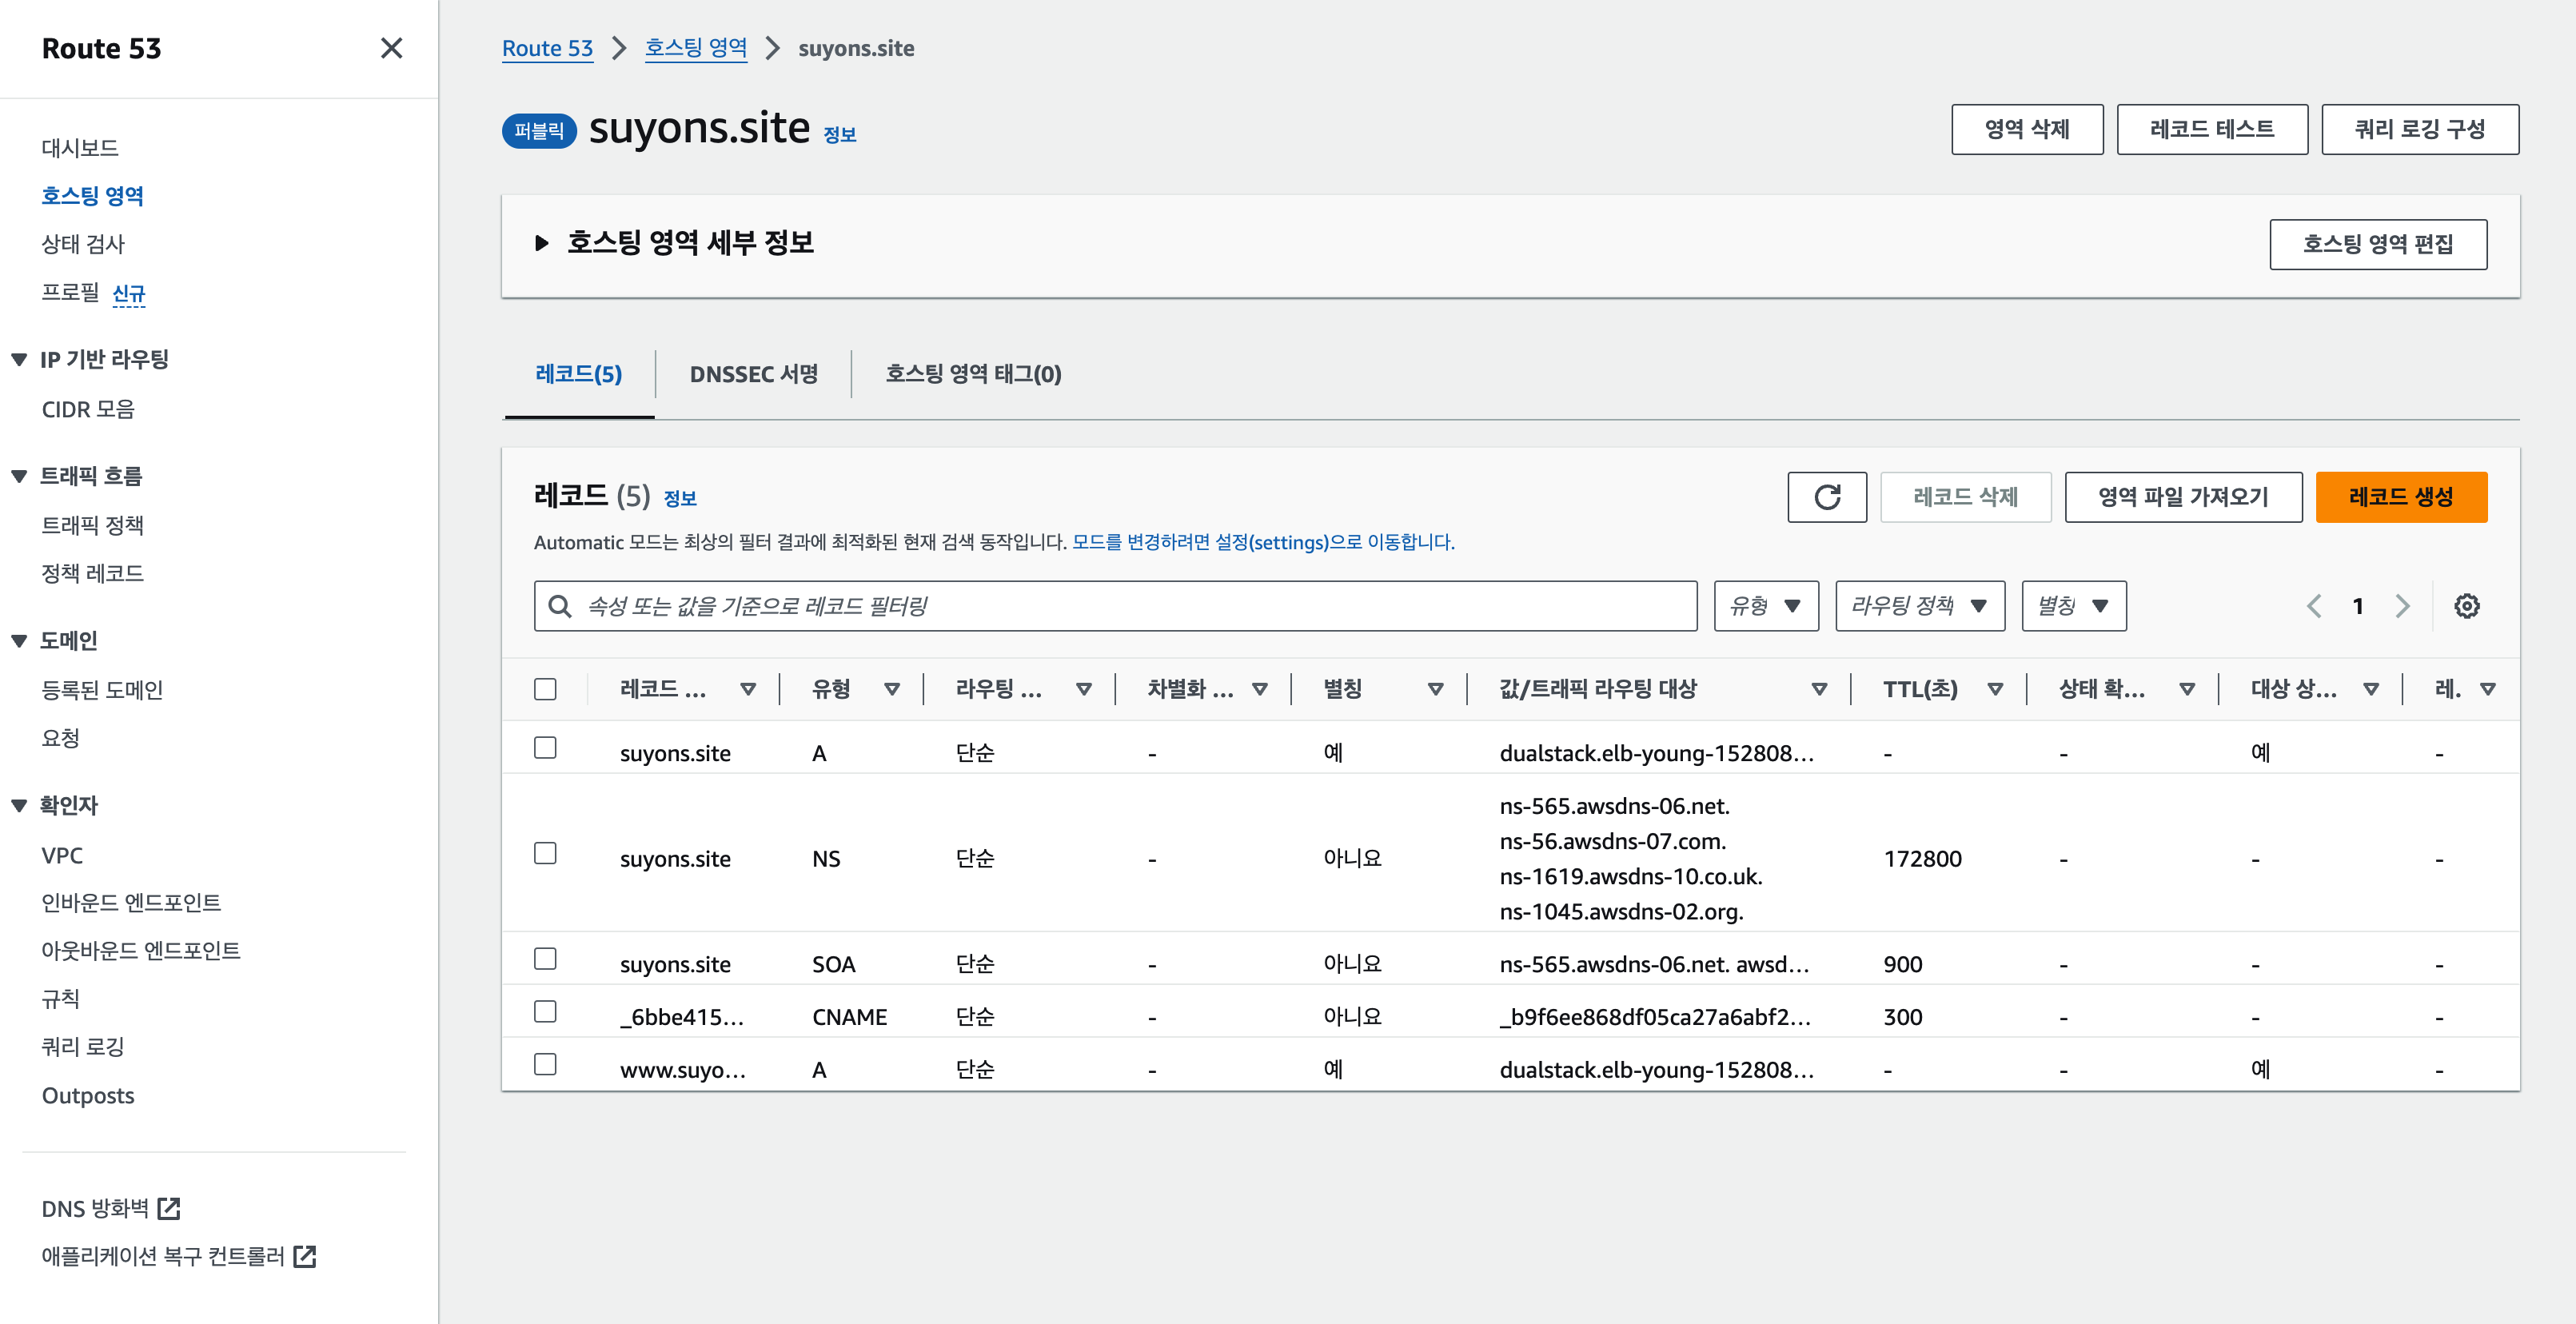 Route 53
대시보드
호스팅 영역
상태 검사
프로필 신규
IP 기반 라우팅
CIDR 모음
트래픽 흐름
트래픽 정책
정책 레코드
도메인
등록된 도메인
요청
확인자
VPC
인바운드 엔드포인트
아웃바운드 엔드포인트
규칙
쿼리 로깅
Outposts
DNS 방화벽
애플리케이션 복구 컨트롤러
Route 53 > 호스팅 영역 > suyons.site
퍼블릭 suyons.site 정보
영역 삭제 레코드 테스트 쿼리 로깅 구성
호스팅 영역 세부 정보 호스팅 영역 편집
레코드(5) DNSSEC 서명 호스팅 영역 태그(0)
레코드 (5) 정보
레코드 삭제 영역 파일 가져오기 레코드 생성
Automatic 모드는 최상의 필터 결과에 최적화된 현재 검색 동작입니다. 모드를 변경하려면 설정(settings)으로 이동합니다.
속성 또는 값을 기준으로 레코드 필터링 유형 라우팅 정책 별칭 1
레코드 ... 유형 라우팅 ... 차별화 ... 별칭 값/트래픽 라우팅 대상 TTL(초) 상태 확... 대상 상... 레.
suyons.site A 단순 - 예 dualstack.elb-young-152808... - - 예 -
suyons.site NS 단순 - 아니요 ns-565.awsdns-06.net.
ns-56.awsdns-07.com.
ns-1619.awsdns-10.co.uk.
ns-1045.awsdns-02.org. 172800 - - -
suyons.site SOA 단순 - 아니요 ns-565.awsdns-06.net. awsd... 900 - - -
_6bbe415... CNAME 단순 - 아니요 _b9f6ee868df05ca27a6abf2... 300 - - -
www.suyo... A 단순 - 예 dualstack.elb-young-152808... - - 예 -